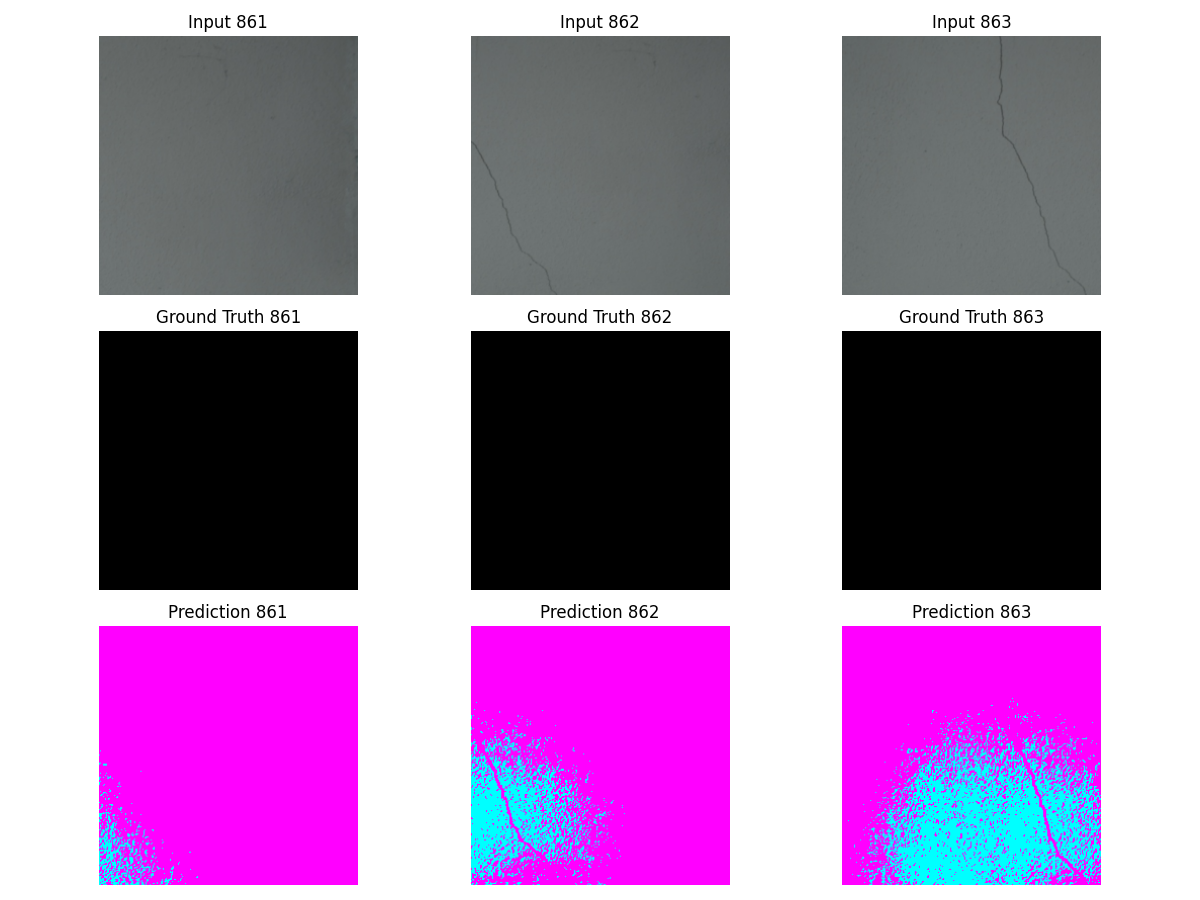 Input 861
Input 862
Input 863
Ground Truth 861
Ground Truth 862
Ground Truth 863
Prediction 861
Prediction 862
Prediction 863